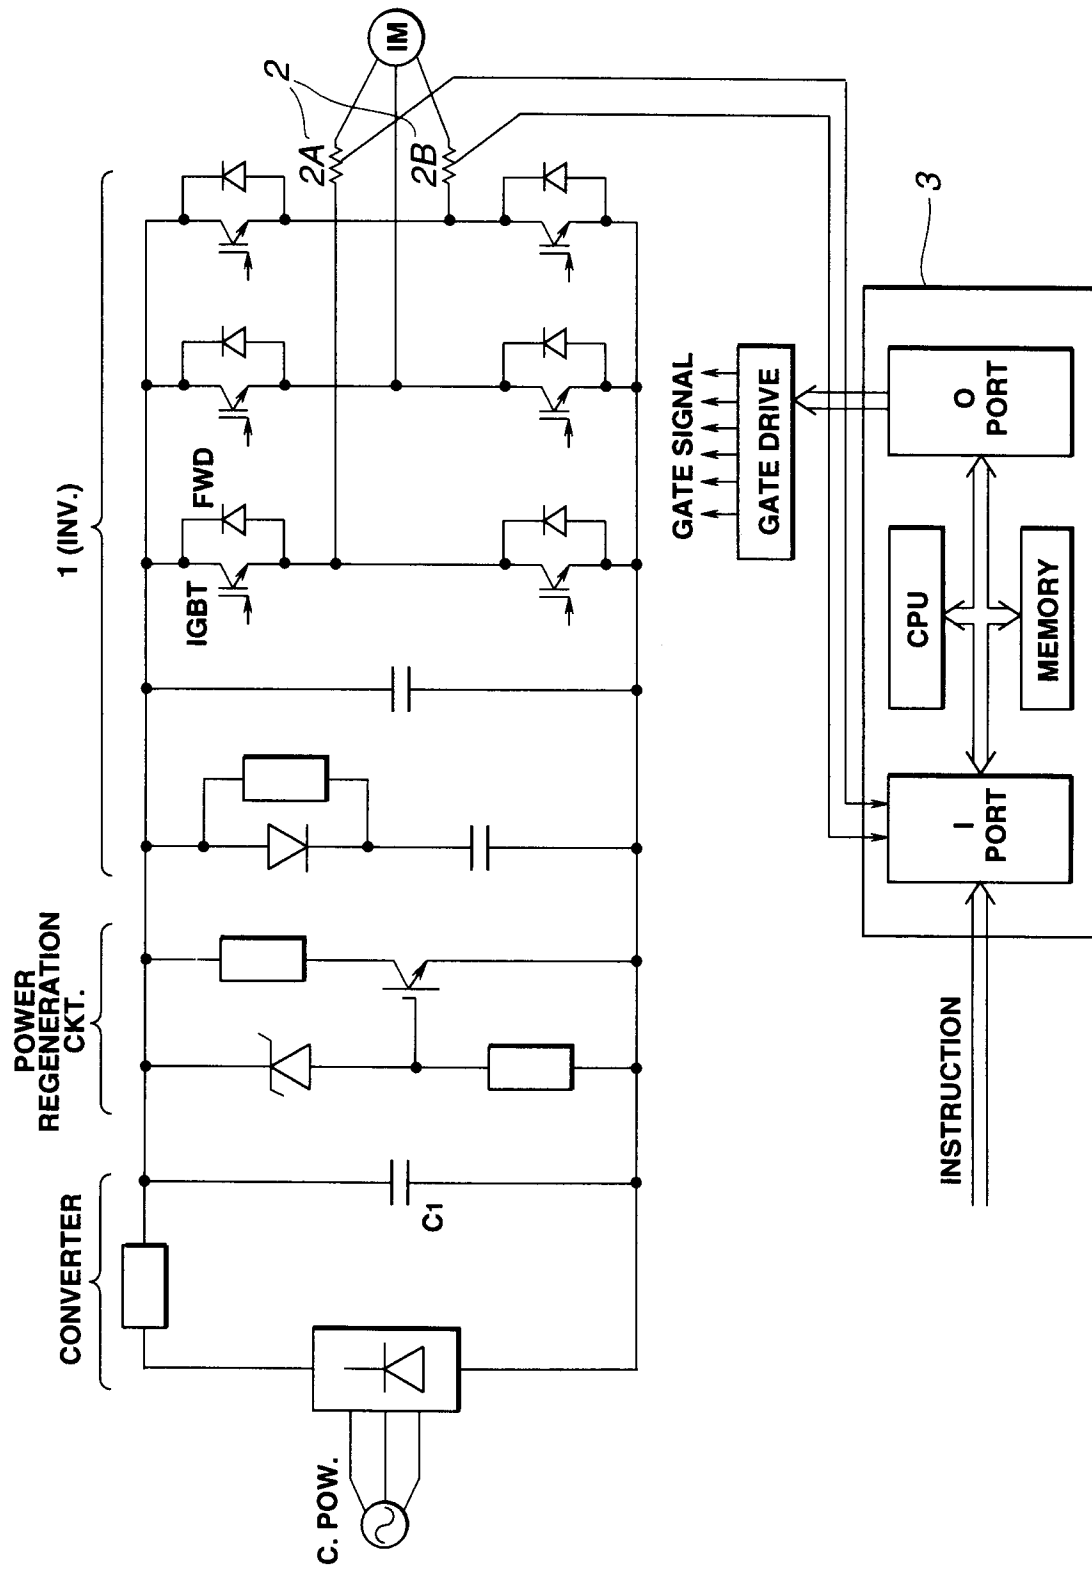 CONVERTER
POWER
REGENERATION
CKT.
1 (INV.)
C. POW.
C1
IGBT
FWD
2
2A
2B
IM
GATE SIGNAL
GATE DRIVE
3
INSTRUCTION
I
PORT
CPU
MEMORY
O
PORT